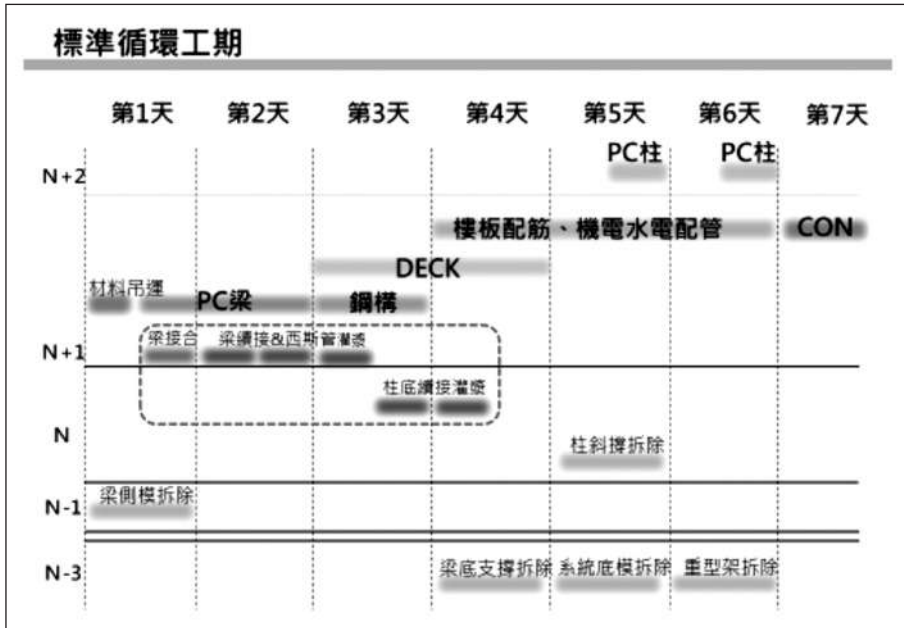 標準循環工期
第1天 第2天 第3天 第4天 第5天 第6天 第7天
PC柱 PC柱
N+2
樓板配筋、機電水電配管 CON
DECK
材料吊運 PC梁 鋼構
梁接合 梁續接&西斯管灌漿
N+1
柱底續接灌漿
N
柱斜撐拆除
梁側模拆除
N-1
梁底支撐拆除 系統底模拆除 重型架拆除
N-3